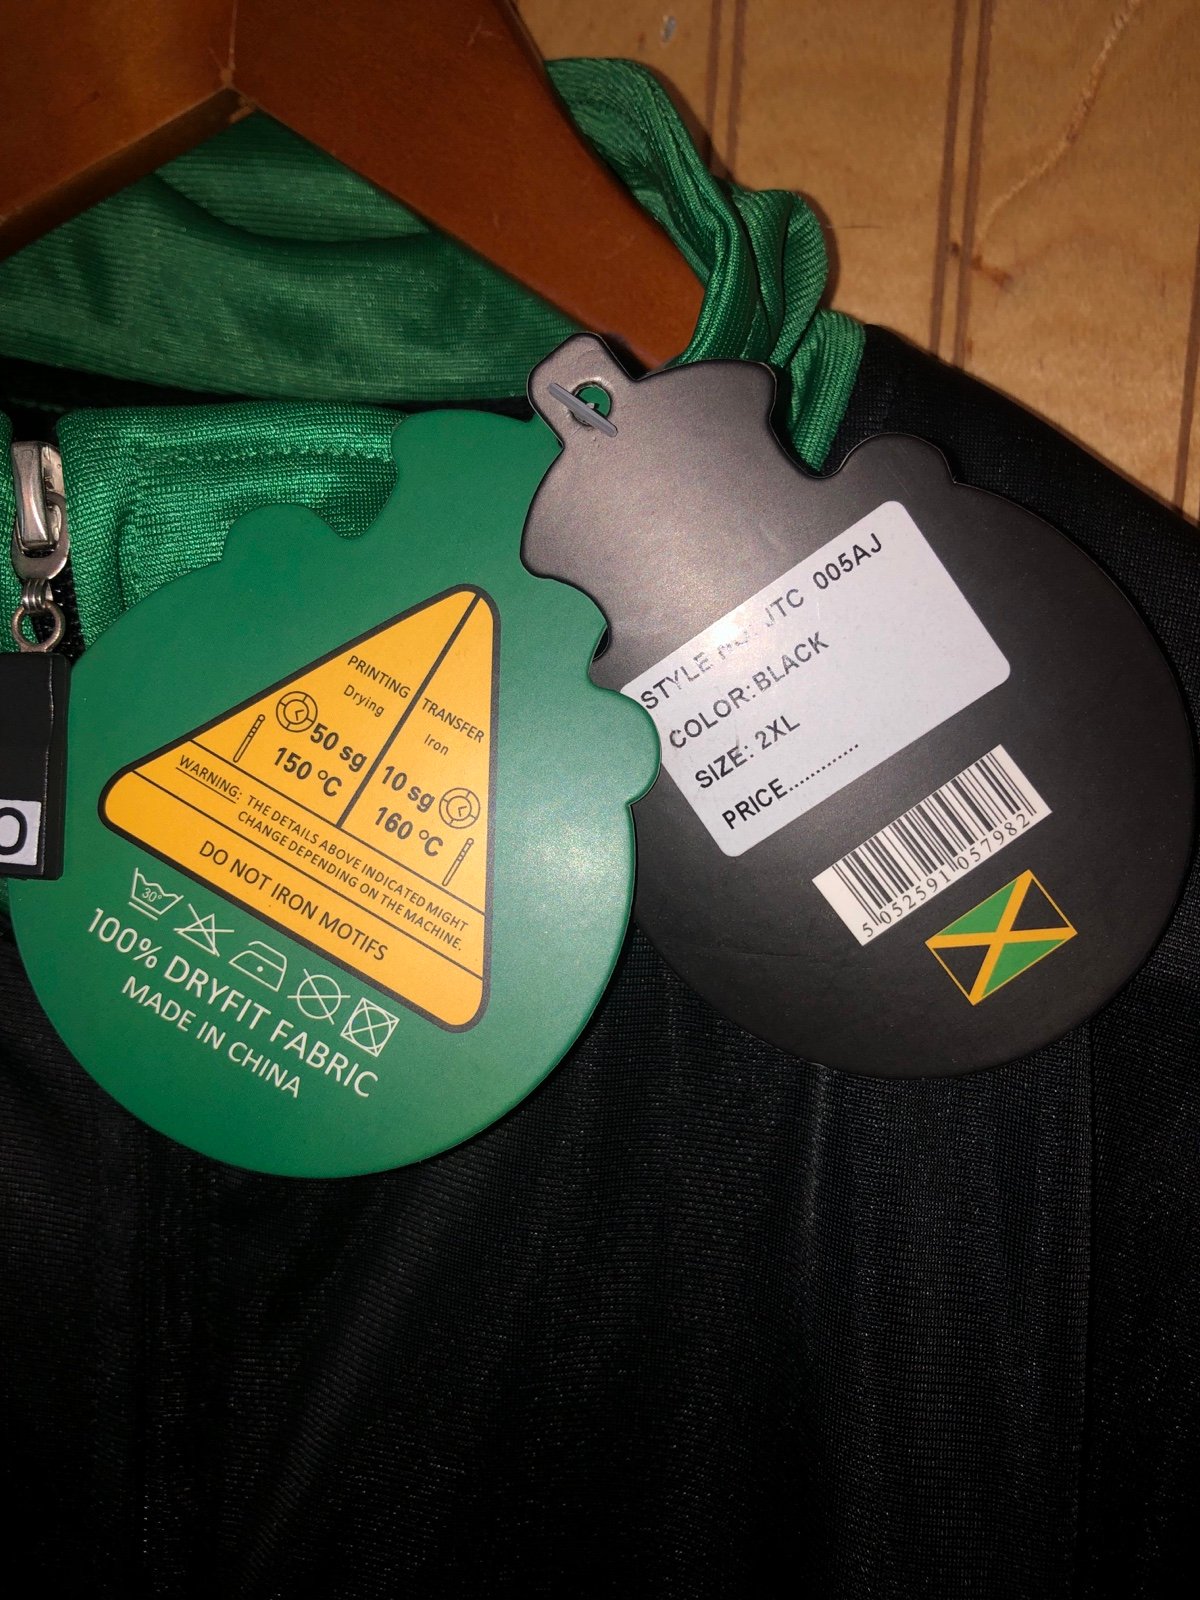 PRINTING
Drying
50 sg
150 °C
TRANSFER
Iron
10 sg
160 °C
WARNING: THE DETAILS ABOVE INDICATED MIGHT
CHANGE DEPENDING ON THE MACHINE.
DO NOT IRON MOTIFS
30°
100% DRYFIT FABRIC
MADE IN CHINA
STYLE NO: JTC 005AJ
COLOR: BLACK
SIZE: 2XL
PRICE............
5052591057982
O